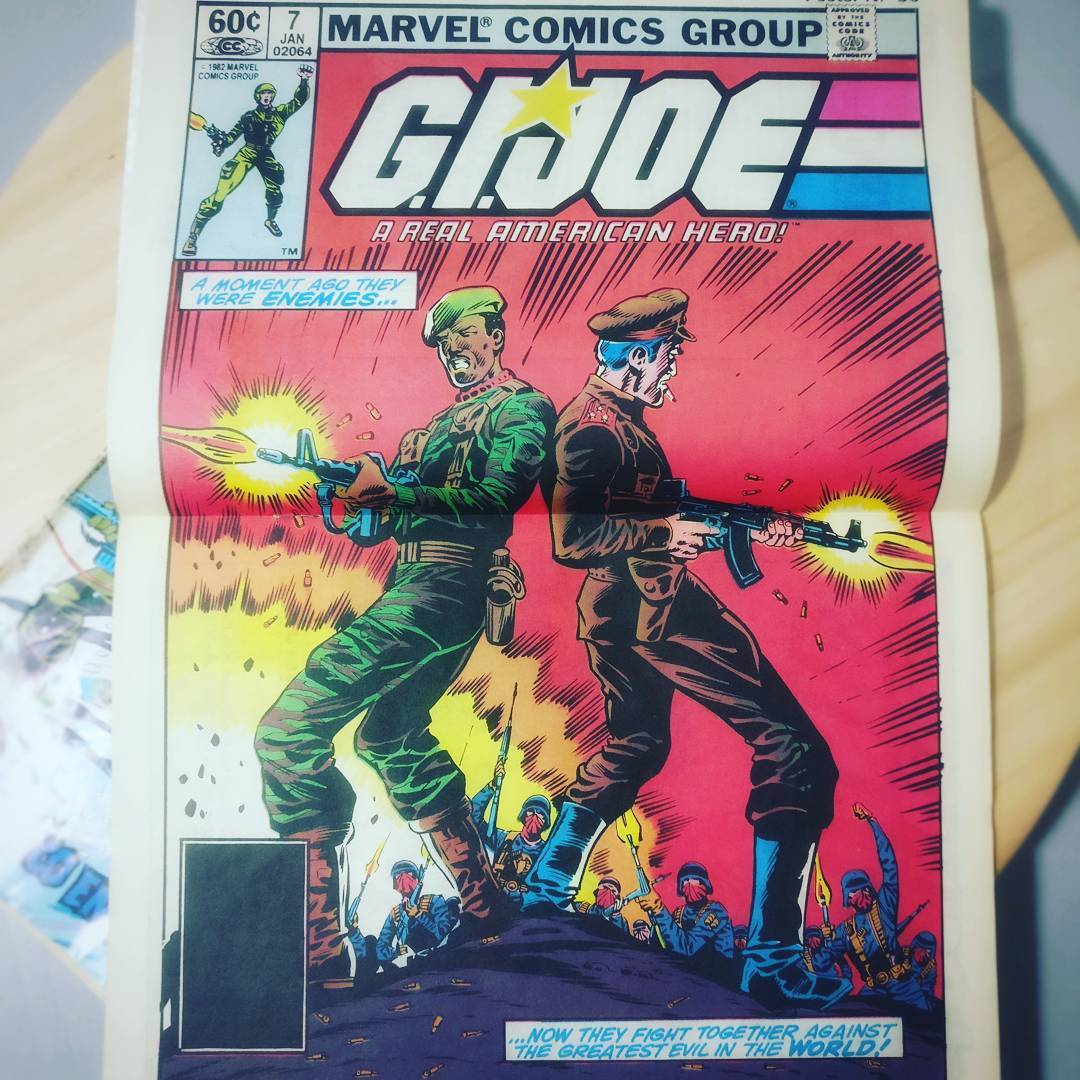 60¢
CC
7
JAN
02064
MARVEL® COMICS GROUP
APPROVED
BY THE
COMICS
CODE
AUTHORITY
© 1982 MARVEL
COMICS GROUP
TM
G.I. JOE ®
A REAL AMERICAN HERO! ™
A MOMENT AGO THEY
WERE ENEMIES...
...NOW THEY FIGHT TOGETHER AGAINST
THE GREATEST EVIL IN THE WORLD!